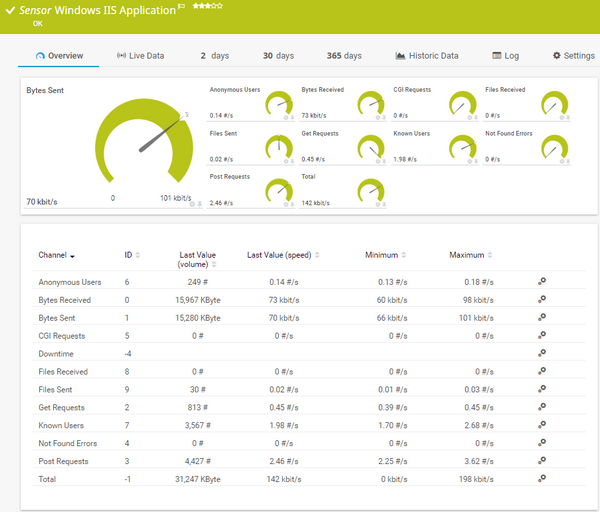 Sensor Windows IIS Application
OK
Overview Live Data 2 days 30 days 365 days Historic Data Log Settings
Bytes Sent
0 101 kbit/s
70 kbit/s
Anonymous Users Bytes Received CGI Requests Files Received
0.14 #/s 73 kbit/s 0 #/s 0 #/s
Files Sent Get Requests Known Users Not Found Errors
0.02 #/s 0.45 #/s 1.98 #/s 0 #/s
Post Requests Total
2.46 #/s 142 kbit/s
Channel ID Last Value (speed) Minimum Maximum
Last Value
(volume)
Anonymous Users 6 249 # 0.14 #/s 0.13 #/s 0.18 #/s
Bytes Received 0 15,967 KByte 73 kbit/s 60 kbit/s 98 kbit/s
Bytes Sent 1 15,280 KByte 70 kbit/s 66 kbit/s 101 kbit/s
CGI Requests 5 0 # 0 #/s 0 #/s 0 #/s
Downtime -4
Files Received 8 0 # 0 #/s 0 #/s 0 #/s
Files Sent 9 30 # 0.02 #/s 0.01 #/s 0.03 #/s
Get Requests 2 813 # 0.45 #/s 0.39 #/s 0.45 #/s
Known Users 7 3,567 # 1.98 #/s 1.70 #/s 2.68 #/s
Not Found Errors 4 0 # 0 #/s 0 #/s 0 #/s
Post Requests 3 4,427 # 2.46 #/s 2.25 #/s 3.62 #/s
Total -1 31,247 KByte 142 kbit/s 0 kbit/s 198 kbit/s